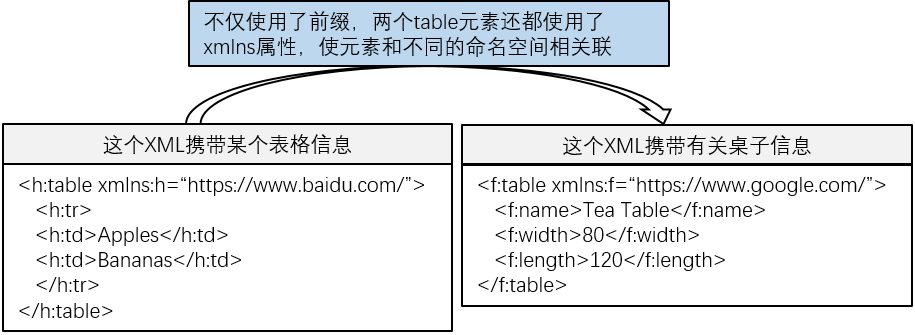 不仅使用了前缀，两个table元素还都使用了
xmlns属性，使元素和不同的命名空间相关联
这个XML携带某个表格信息
<h:table xmlns:h=“https://www.baidu.com/”>
<h:tr>
<h:td>Apples</h:td>
<h:td>Bananas</h:td>
</h:tr>
</h:table>
这个XML携带有关桌子信息
<f:table xmlns:f=“https://www.google.com/”>
<f:name>Tea Table</f:name>
<f:width>80</f:width>
<f:length>120</f:length>
</f:table>